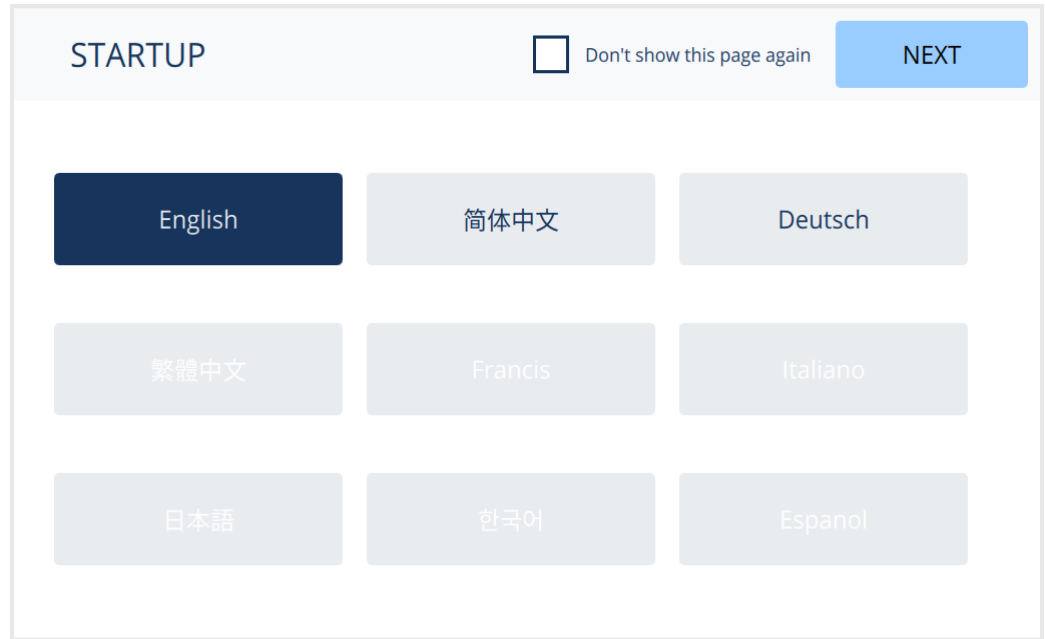 STARTUP
Don't show this page again
NEXT
English
简体中文
Deutsch
繁體中文
Francis
Italiano
日本語
한국어
Espanol